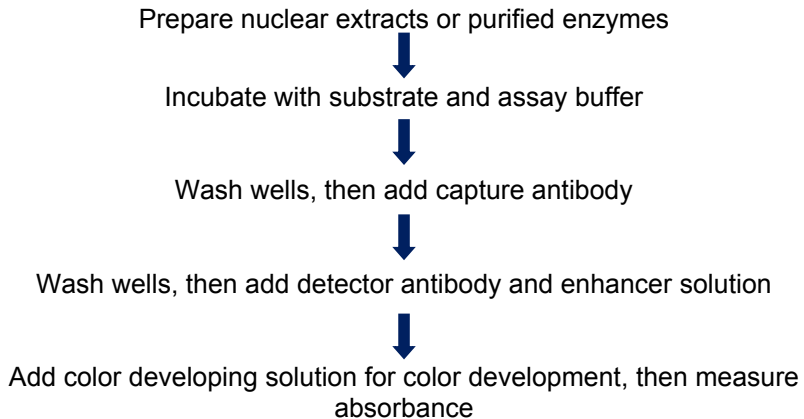 Prepare nuclear extracts or purified enzymes
Incubate with substrate and assay buffer
Wash wells, then add capture antibody
Wash wells, then add detector antibody and enhancer solution
Add color developing solution for color development, then measure
absorbance